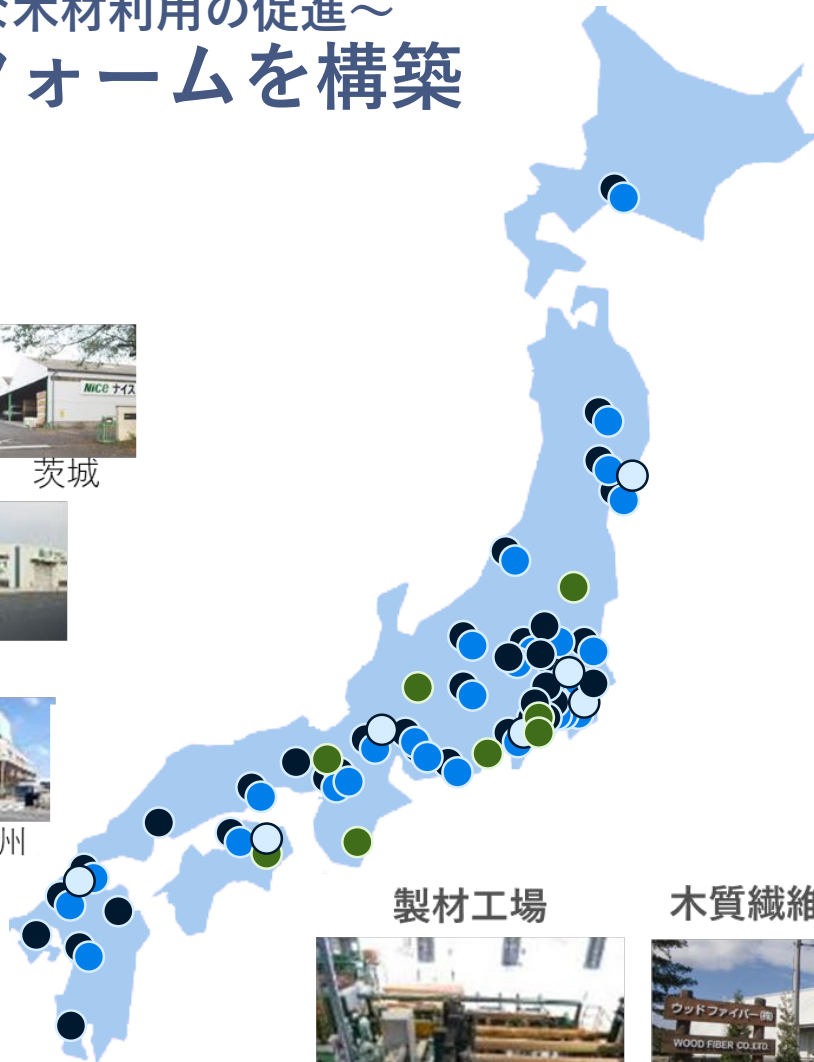 な木材利用の促進～
フォームを構築
Nice ナイス
茨城
州
製材工場
木質繊維
ウッドファイバー㈱
WOOD FIBER CO.,LTD.